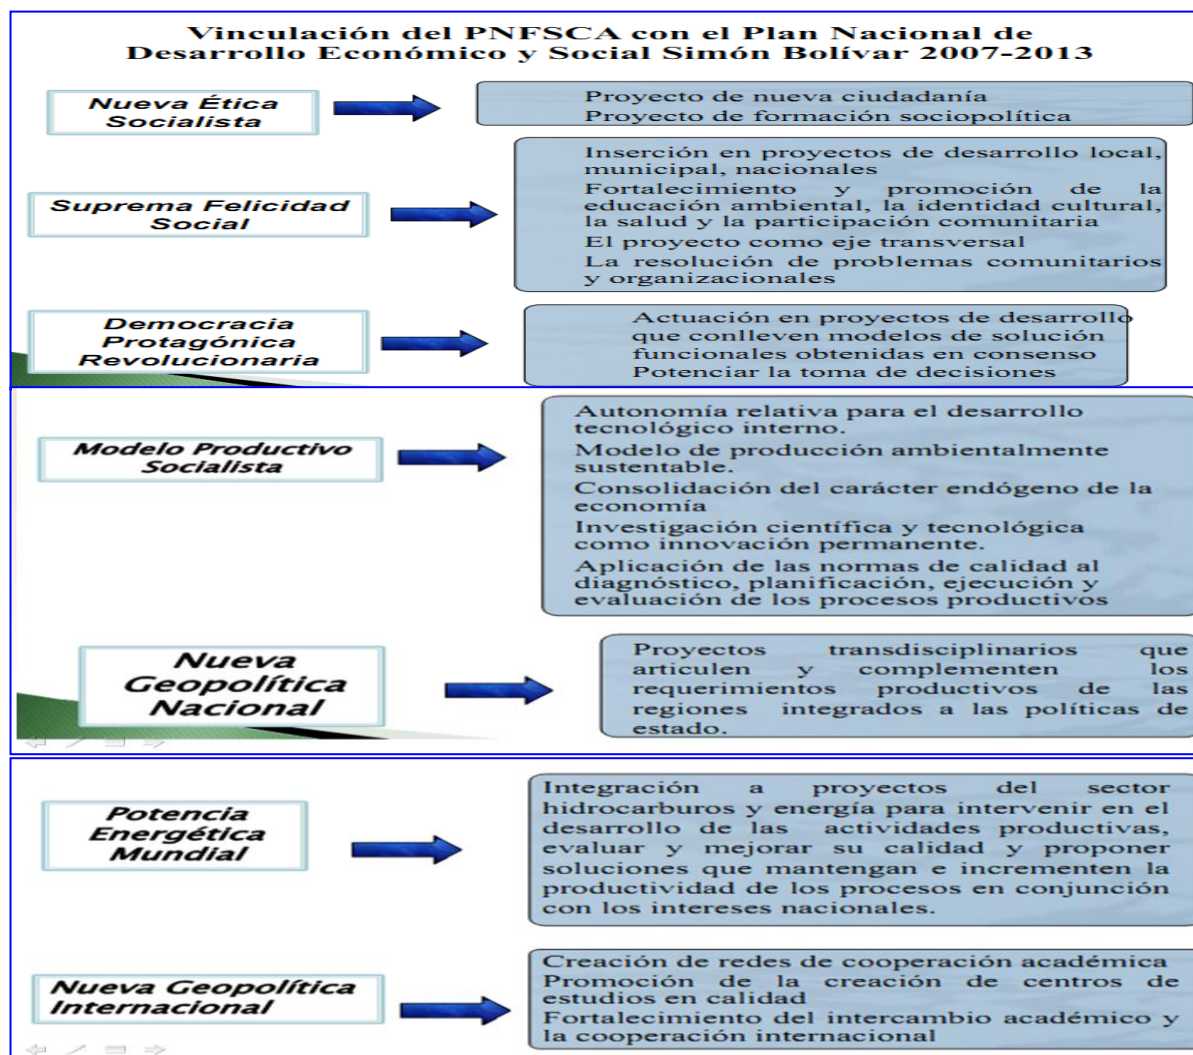 Vinculación del PNFSCA con el Plan Nacional de
Desarrollo Económico y Social Simón Bolívar 2007-2013
Nueva Ética
Socialista
Proyecto de nueva ciudadanía
Proyecto de formación sociopolítica
Suprema Felicidad
Social
Inserción en proyectos de desarrollo local,
municipal, nacionales
Fortalecimiento y promoción de la
educación ambiental, la identidad cultural,
la salud y la participación comunitaria
El proyecto como eje transversal
La resolución de problemas comunitarios
y organizacionales
Democracia
Protagónica
Revolucionaria
Actuación en proyectos de desarrollo
que conlleven modelos de solución
funcionales obtenidas en consenso
Potenciar la toma de decisiones
Modelo Productivo
Socialista
Autonomía relativa para el desarrollo
tecnológico interno.
Modelo de producción ambientalmente
sustentable.
Consolidación del carácter endógeno de la
economía
Investigación científica y tecnológica
como innovación permanente.
Aplicación de las normas de calidad al
diagnóstico, planificación, ejecución y
evaluación de los procesos productivos
Nueva
Geopolítica
Nacional
Proyectos transdisciplinarios que
articulen y complementen los
requerimientos productivos de las
regiones integrados a las políticas de
estado.
Potencia
Energética
Mundial
Integración a proyectos del sector
hidrocarburos y energía para intervenir en el
desarrollo de las actividades productivas,
evaluar y mejorar su calidad y proponer
soluciones que mantengan e incrementen la
productividad de los procesos en conjunción
con los intereses nacionales.
Nueva Geopolítica
Internacional
Creación de redes de cooperación académica
Promoción de la creación de centros de
estudios en calidad
Fortalecimiento del intercambio académico y
la cooperación internacional